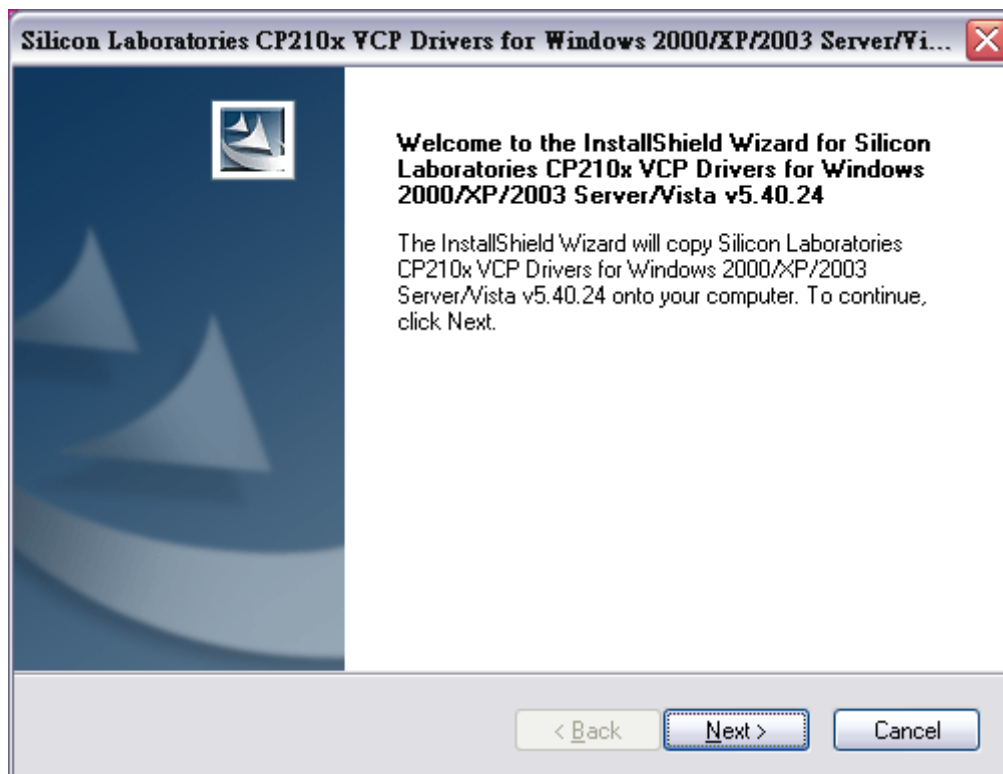 Silicon Laboratories CP210x VCP Drivers for Windows 2000/XP/2003 Server/Vi...
Welcome to the InstallShield Wizard for Silicon
Laboratories CP210x VCP Drivers for Windows
2000/XP/2003 Server/Vista v5.40.24
The InstallShield Wizard will copy Silicon Laboratories
CP210x VCP Drivers for Windows 2000/XP/2003
Server/Vista v5.40.24 onto your computer. To continue,
click Next.
< Back
Next >
Cancel